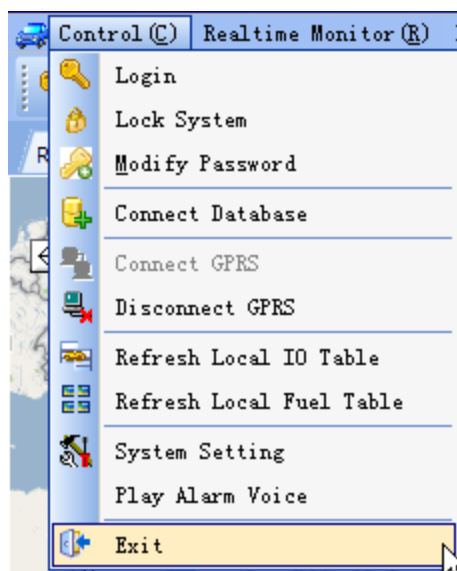 Control(C) Realtime Monitor(R)
Login
Lock System
R
Modify Password
Connect Database
Connect GPRS
Disconnect GPRS
Refresh Local IO Table
Refresh Local Fuel Table
System Setting
Play Alarm Voice
Exit